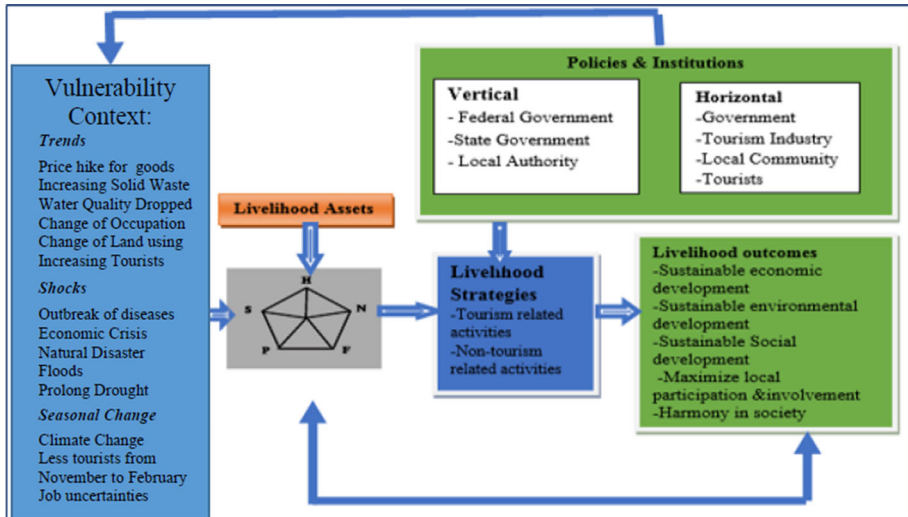 Vulnerability
Context:
Trends
Price hike for goods
Increasing Solid Waste
Water Quality Dropped
Change of Occupation
Change of Land using
Increasing Tourists
Shocks
Outbreak of diseases
Economic Crisis
Natural Disaster
Floods
Prolong Drought
Seasonal Change
Climate Change
Less tourists from
November to February
Job uncertainties
Livelihood Assets
H
S
N
P
F
Policies & Institutions
Vertical
- Federal Government
-State Government
- Local Authority
Horizontal
-Government
-Tourism Industry
-Local Community
-Tourists
Livelihood
Strategies
-Tourism related
activities
-Non-tourism
related activities
Livelihood outcomes
-Sustainable economic
development
-Sustainable environmental
development
-Sustainable Social
development
-Maximize local
participation &involvement
-Harmony in society